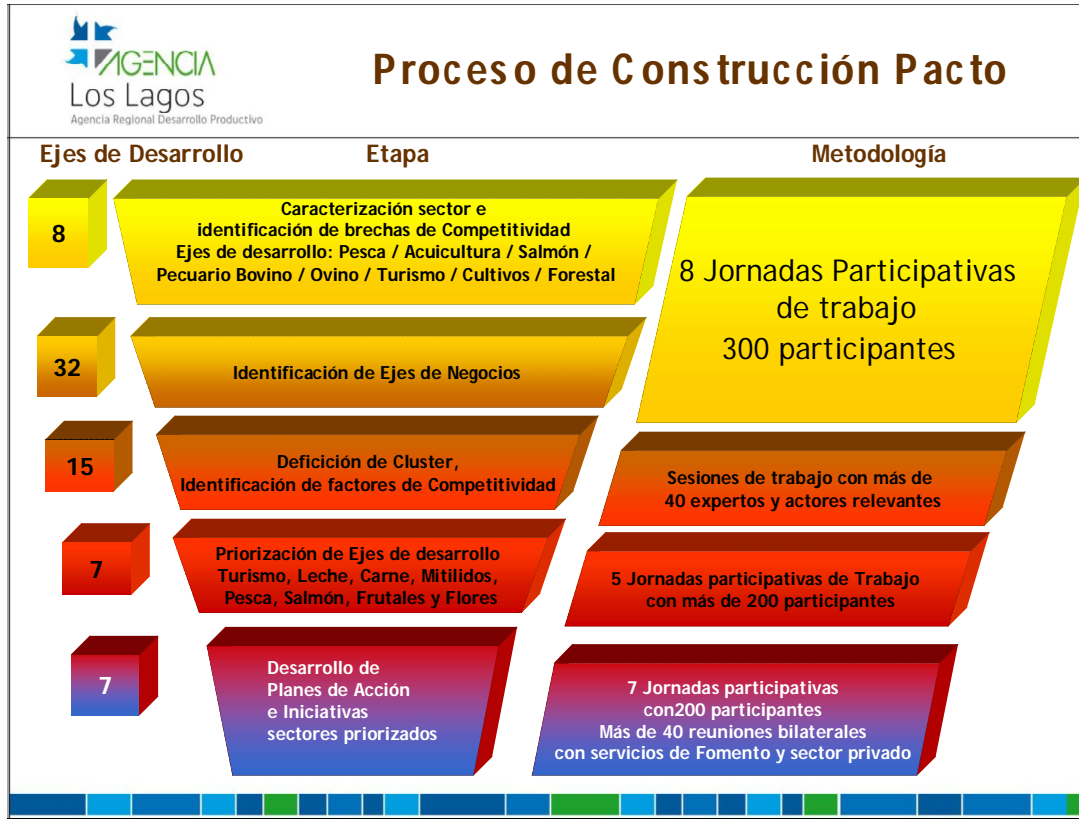 AGENCIA
Los Lagos
Agencia Regional Desarrollo Productivo
Proceso de Construcción Pacto
Ejes de Desarrollo
Etapa
Metodología
8
Caracterización sector e
identificación de brechas de Competitividad
Ejes de desarrollo: Pesca / Acuicultura / Salmón /
Pecuario Bovino / Ovino / Turismo / Cultivos / Forestal
8 Jornadas Participativas
de trabajo
300 participantes
32
Identificación de Ejes de Negocios
15
Deficición de Cluster,
Identificación de factores de Competitividad
Sesiones de trabajo con más de
40 expertos y actores relevantes
7
Priorización de Ejes de desarrollo
Turismo, Leche, Carne, Mitilidos,
Pesca, Salmón, Frutales y Flores
5 Jornadas participativas de Trabajo
con más de 200 participantes
7
Desarrollo de
Planes de Acción
e Iniciativas
sectores priorizados
7 Jornadas participativas
con200 participantes
Más de 40 reuniones bilaterales
con servicios de Fomento y sector privado